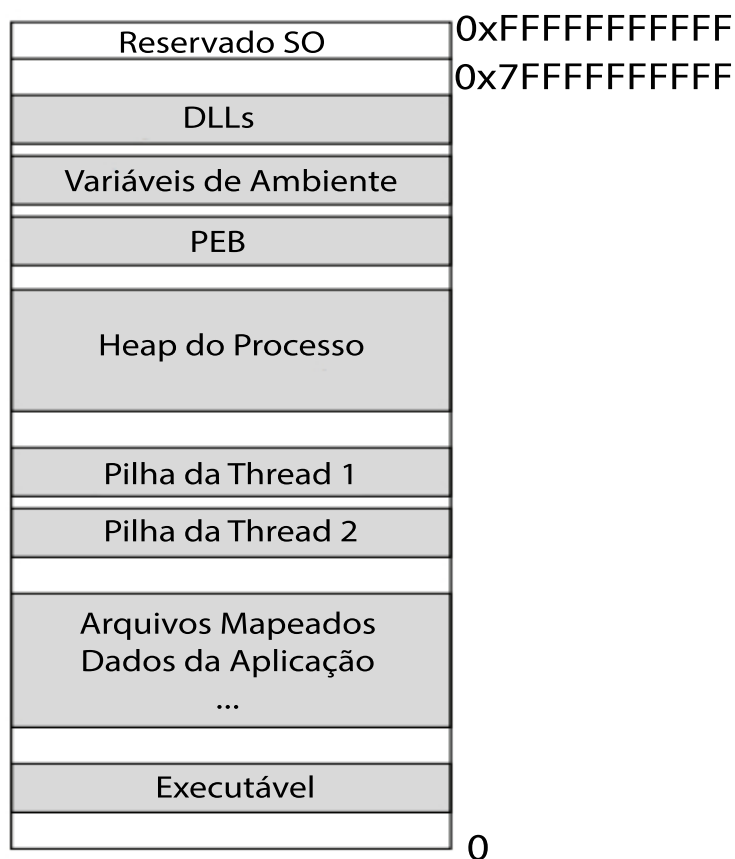 Reservado SO
0xFFFFFFFFFFF
0x7FFFFFFFFFF
DLLs
Variáveis de Ambiente
PEB
Heap do Processo
Pilha da Thread 1
Pilha da Thread 2
Arquivos Mapeados
Dados da Aplicação
...
Executável
0